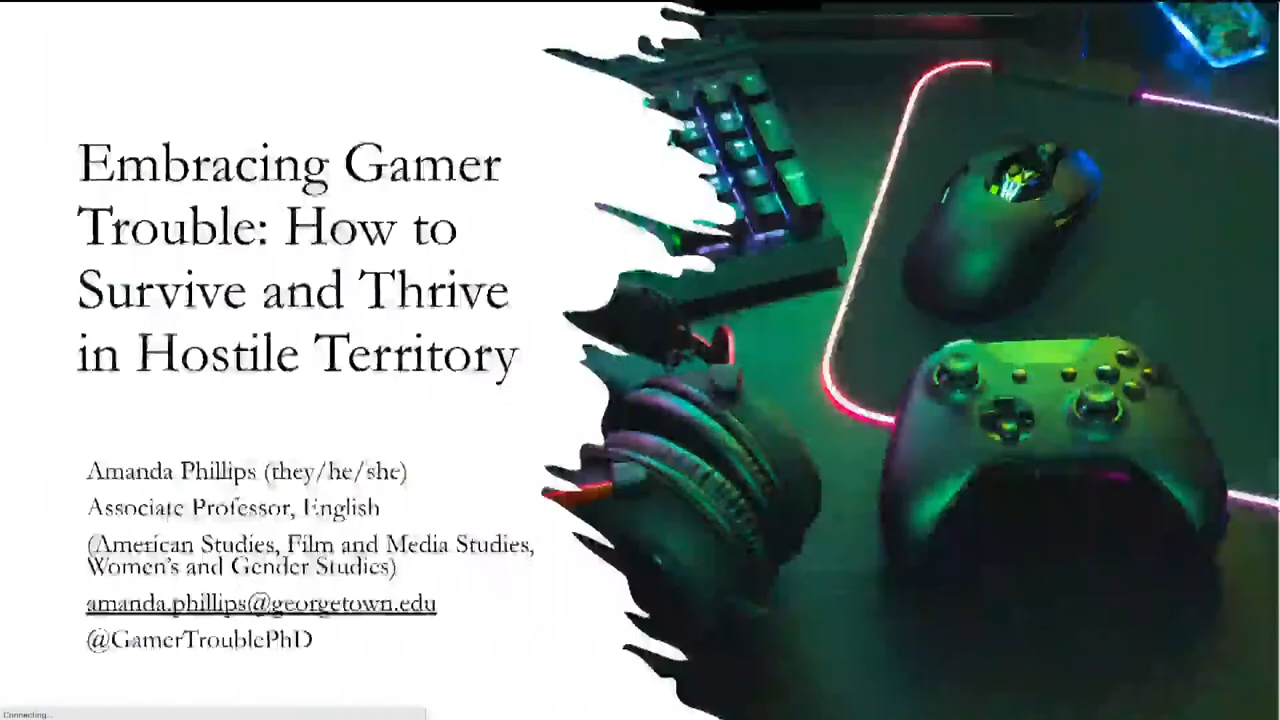 Embracing Gamer
Trouble: How to
Survive and Thrive
in Hostile Territory
Amanda Phillips (they/he/she)
Associate Professor, English
(American Studies, Film and Media Studies,
Women's and Gender Studies)
amanda.phillips@georgetown.edu
@GamerTroublePhD
Connecting...